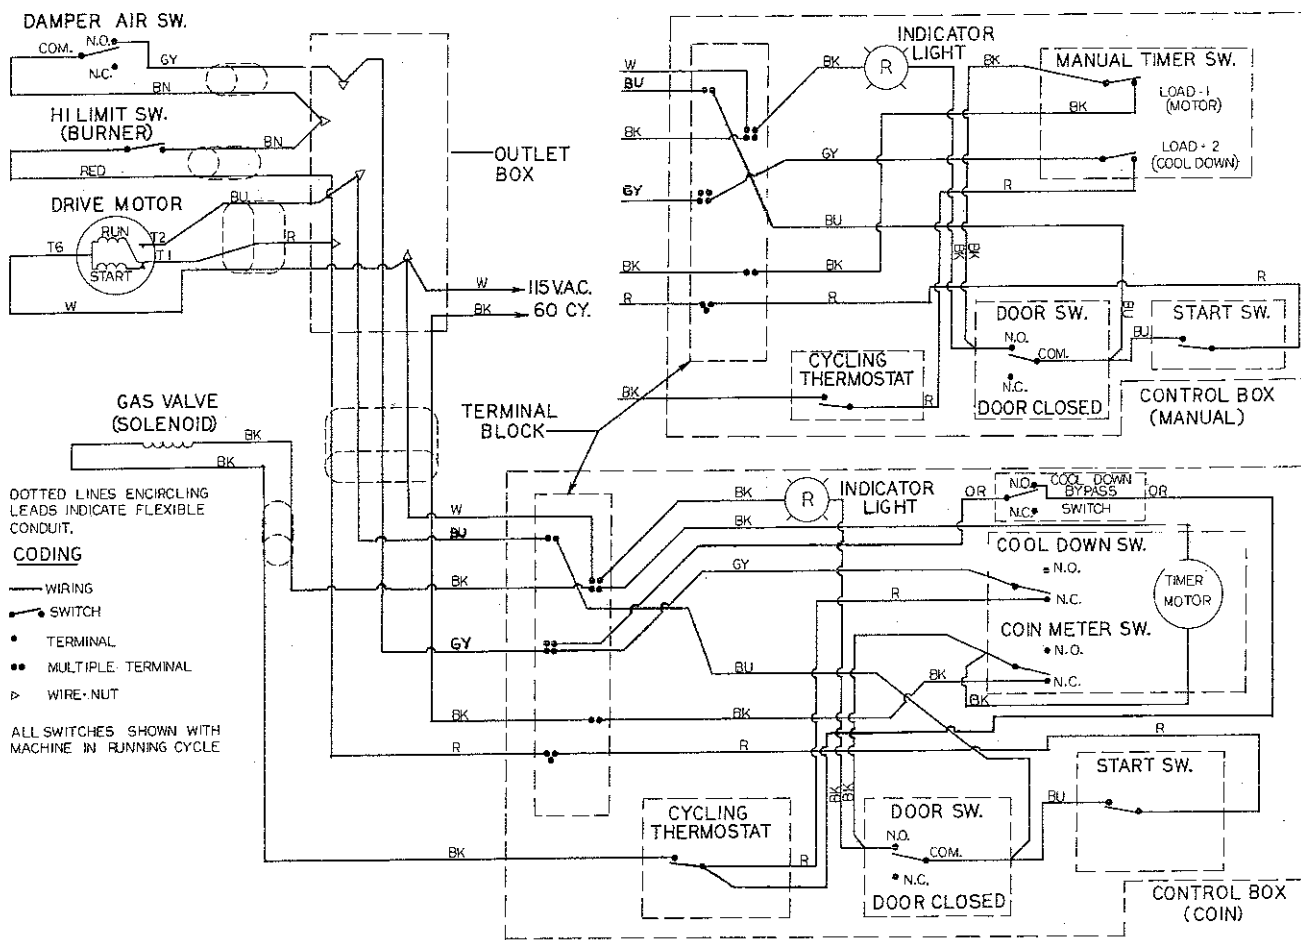 DAMPER AIR SW.
N.O.
COM.
GY
N.C.
BN
HI LIMIT SW.
(BURNER)
BN
RED
DRIVE MOTOR
BU
RUN
T2
T6
T1
R
START
W
OUTLET
BOX
W
115 V.A.C.
BK
60 CY.
GAS VALVE
(SOLENOID)
BK
BK
TERMINAL
BLOCK
DOTTED LINES ENCIRCLING
LEADS INDICATE FLEXIBLE
CONDUIT.
CODING
WIRING
SWITCH
TERMINAL
MULTIPLE TERMINAL
WIRE-NUT
ALL SWITCHES SHOWN WITH
MACHINE IN RUNNING CYCLE
INDICATOR
LIGHT
W
BU
BK
R
BK
MANUAL TIMER SW.
LOAD-1
(MOTOR)
BK
BK
GY
LOAD-2
(COOL DOWN)
GY
R
BU
BK
BK
BK
BK
R
R
R
DOOR SW.
N.O.
COM.
N.C.
DOOR CLOSED
BU
BU
START SW.
CYCLING
THERMOSTAT
BK
R
CONTROL BOX
(MANUAL)
W
BU
BK
GY
BK
R
BK
R
INDICATOR
LIGHT
BK
OR
N.O.
COOL DOWN
BYPASS
SWITCH
N.C.
OR
COOL DOWN SW.
N.O.
GY
R
N.C.
TIMER
MOTOR
COIN METER SW.
N.O.
BU
BK
N.C.
BK
BK
R
R
BK
BK
START SW.
BU
DOOR SW.
N.O.
COM.
N.C.
DOOR CLOSED
CYCLING
THERMOSTAT
BK
R
CONTROL BOX
(COIN)